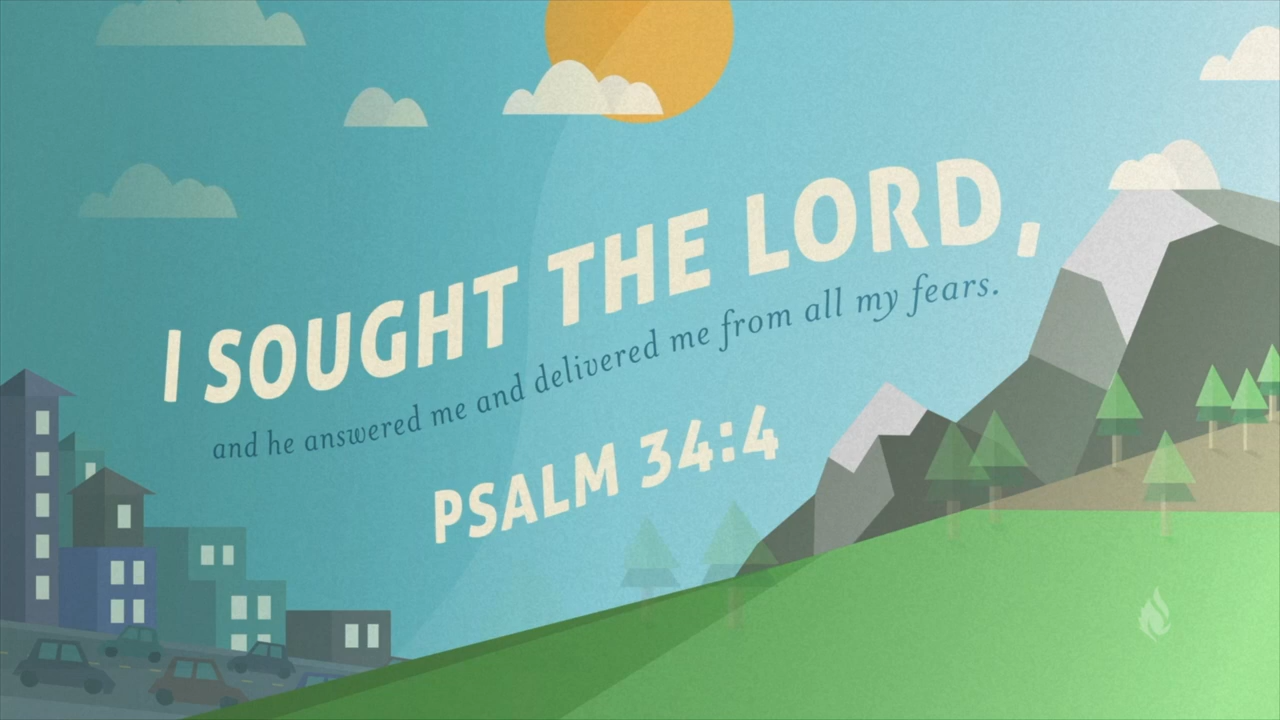 I SOUGHT THE LORD,
and he answered me and delivered me from all my fears.
PSALM 34:4